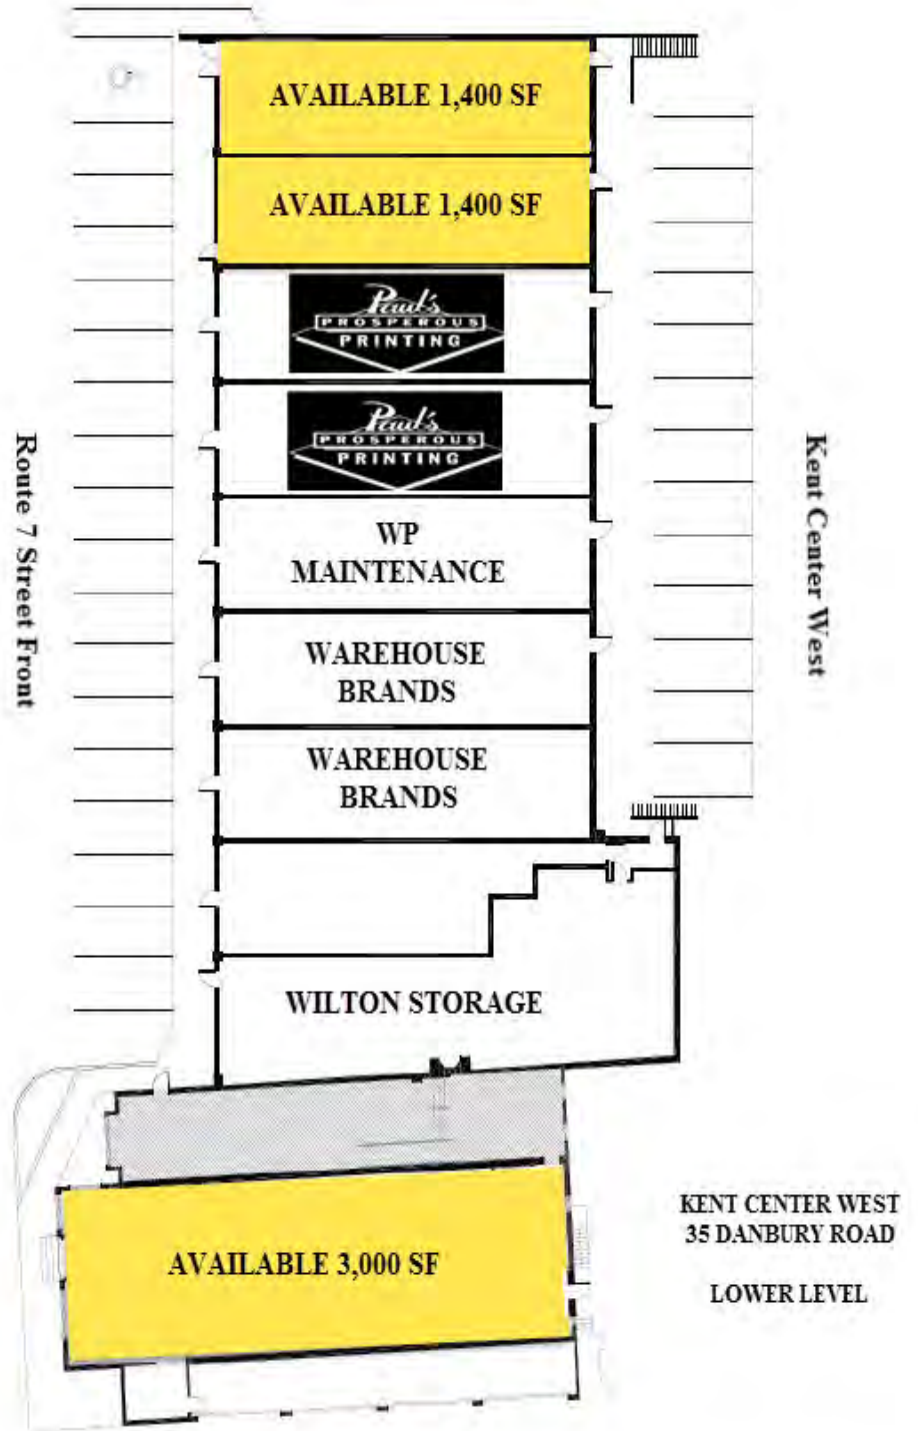 AVAILABLE 1,400 SF
AVAILABLE 1,400 SF
Paul's
PROSPEROUS
PRINTING
Paul's
PROSPEROUS
PRINTING
WP
MAINTENANCE
WAREHOUSE
BRANDS
WAREHOUSE
BRANDS
WILTON STORAGE
AVAILABLE 3,000 SF
Route 7 Street Front
Kent Center West
KENT CENTER WEST
35 DANBURY ROAD
LOWER LEVEL